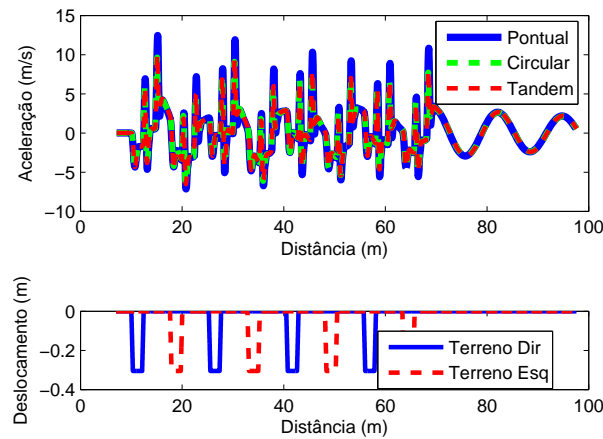 15
10
5
0
−5
−10
Aceleração (m/s)
Pontual
Circular
Tandem
0 20 40 60 80 100
Distância (m)
0
−0.2
−0.4
Deslocamento (m)
Terreno Dir
Terreno Esq
0 20 40 60 80 100
Distância (m)